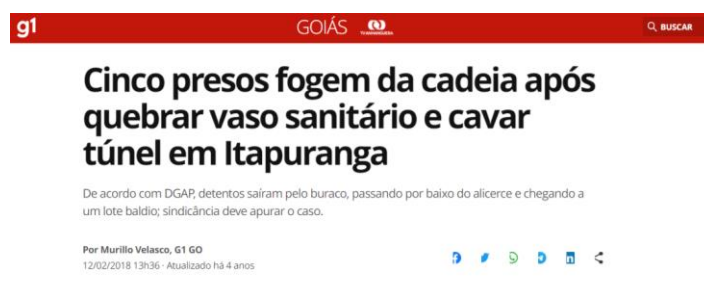 g1 GOIÁS TV ANHANGUERA BUSCAR
Cinco presos fogem da cadeia após
quebrar vaso sanitário e cavar
túnel em Itapuranga
De acordo com DGAP, detentos saíram pelo buraco, passando por baixo do alicerce e chegando a
um lote baldio; sindicância deve apurar o caso.
Por Murillo Velasco, G1 GO
12/02/2018 13h36 · Atualizado há 4 anos